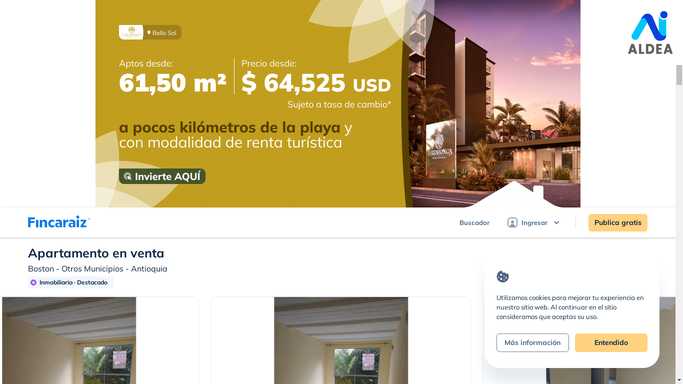 Bello Sol
ALDEA
Aptos desde:
61,50 m²
Precio desde:
$ 64,525 USD
Sujeto a tasa de cambio*
a pocos kilómetros de la playa y
con modalidad de renta turística
Invierte AQUÍ
Fincaraiz
Buscador
Ingresar
Publica gratis
Apartamento en venta
Boston - Otros Municipios - Antioquia
Inmobiliaria · Destacado
Utilizamos cookies para mejorar tu experiencia en
nuestro sitio web. Al continuar en el sitio
consideramos que aceptas su uso.
Más información
Entendido